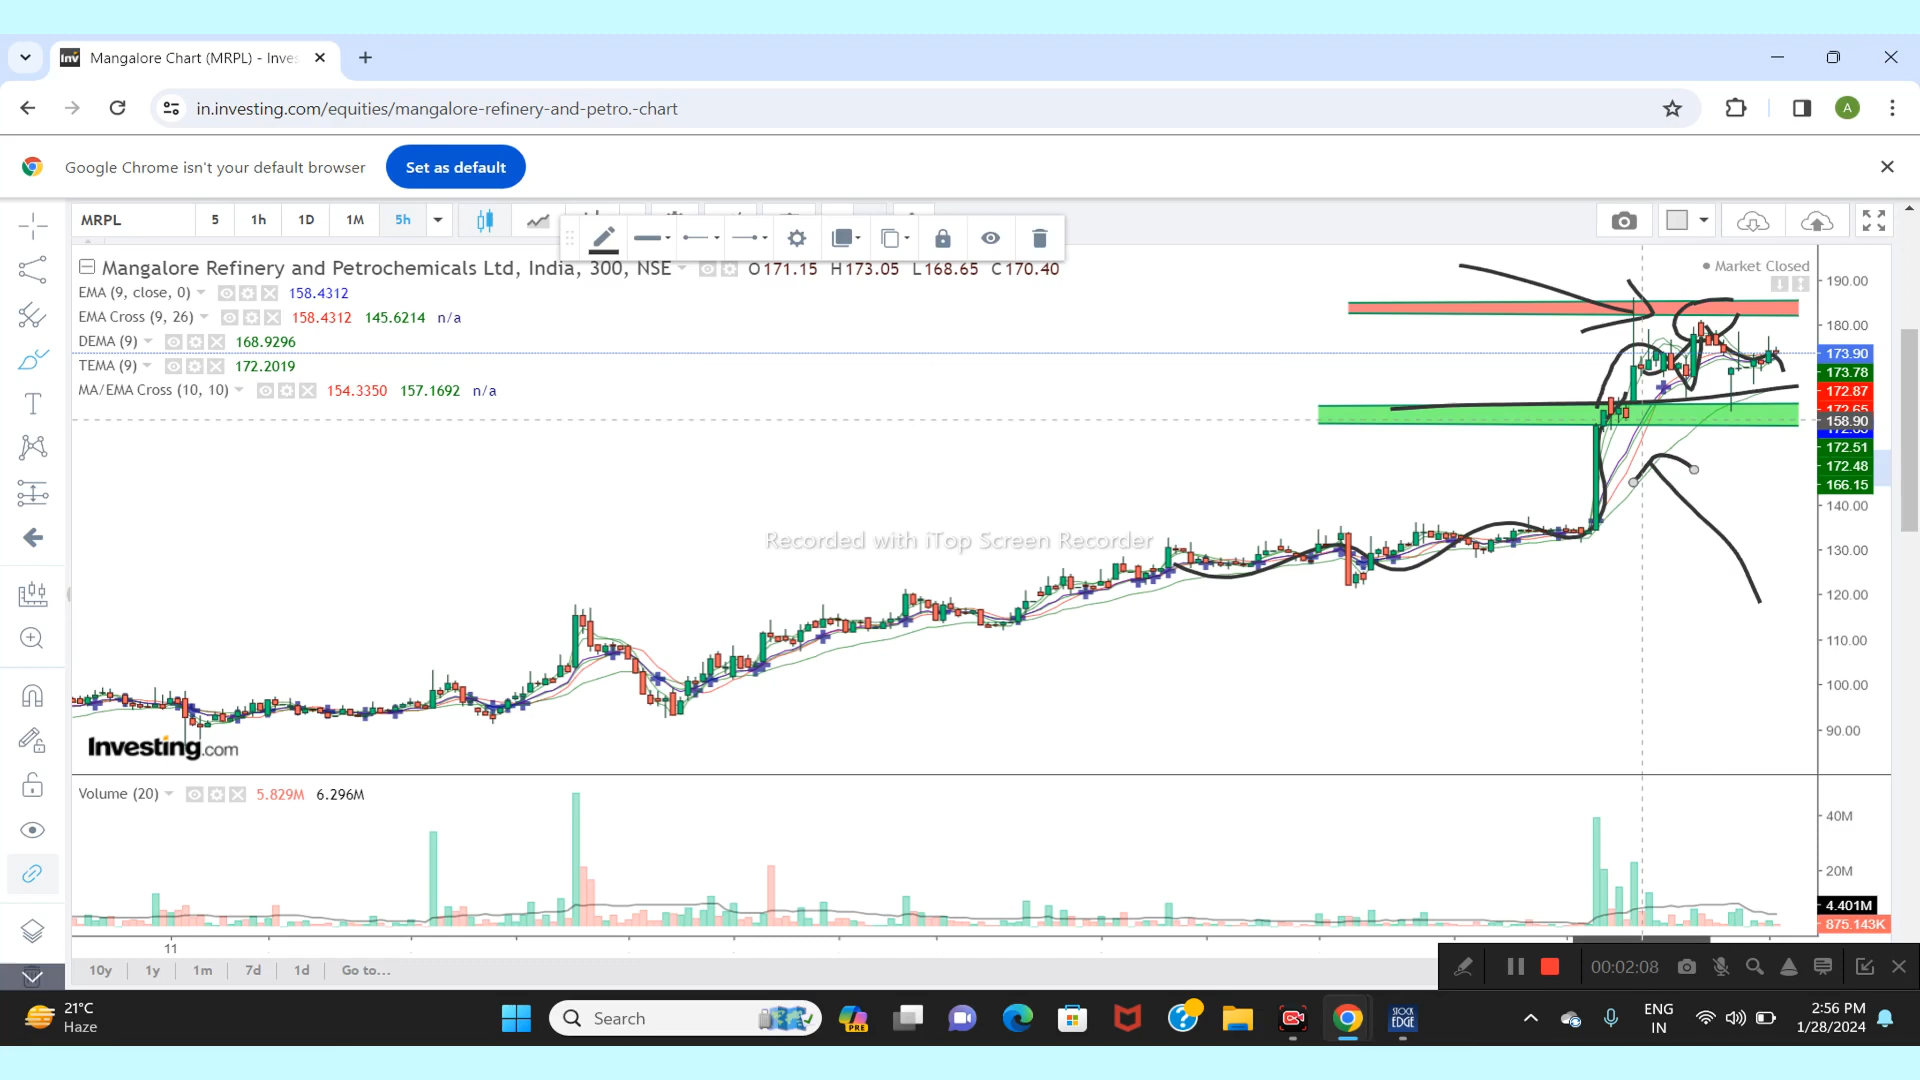 Mangalore Chart (MRPL) - Inves
in.investing.com/equities/mangalore-refinery-and-petro.-chart
A
Google Chrome isn't your default browser
Set as default
MRPL 5 1h 1D 1M 5h
Mangalore Refinery and Petrochemicals Ltd, India, 300, NSE O171.15 H173.05 L168.65 C170.40
Market Closed
EMA (9, close, 0) 158.4312
EMA Cross (9, 26) 158.4312 145.6214 n/a
DEMA (9) 168.9296
TEMA (9) 172.2019
MA/EMA Cross (10, 10) 154.3350 157.1692 n/a
190.00
180.00
173.90
173.78
172.87
158.90
172.51
172.48
166.15
140.00
130.00
120.00
110.00
100.00
90.00
Recorded with iTop Screen Recorder
Investing.com
Volume (20) 5.829M 6.296M
40M
20M
4.401M
875.143K
11
10y 1y 1m 7d 1d Go to...
00:02:08
21°C
Haze
Search
PRE
STOCK
EDGE
ENG
IN
2:56 PM
1/28/2024